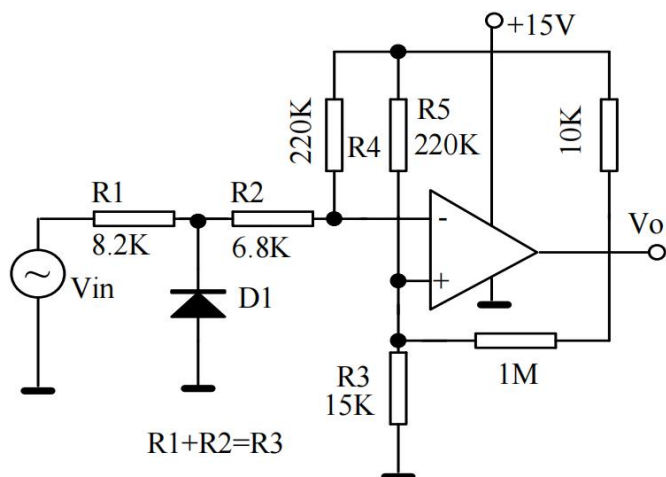 +15V
220K
R4
R5
220K
10K
R1
8.2K
R2
6.8K
-
+
Vo
Vin
D1
1M
R3
15K
R1+R2=R3